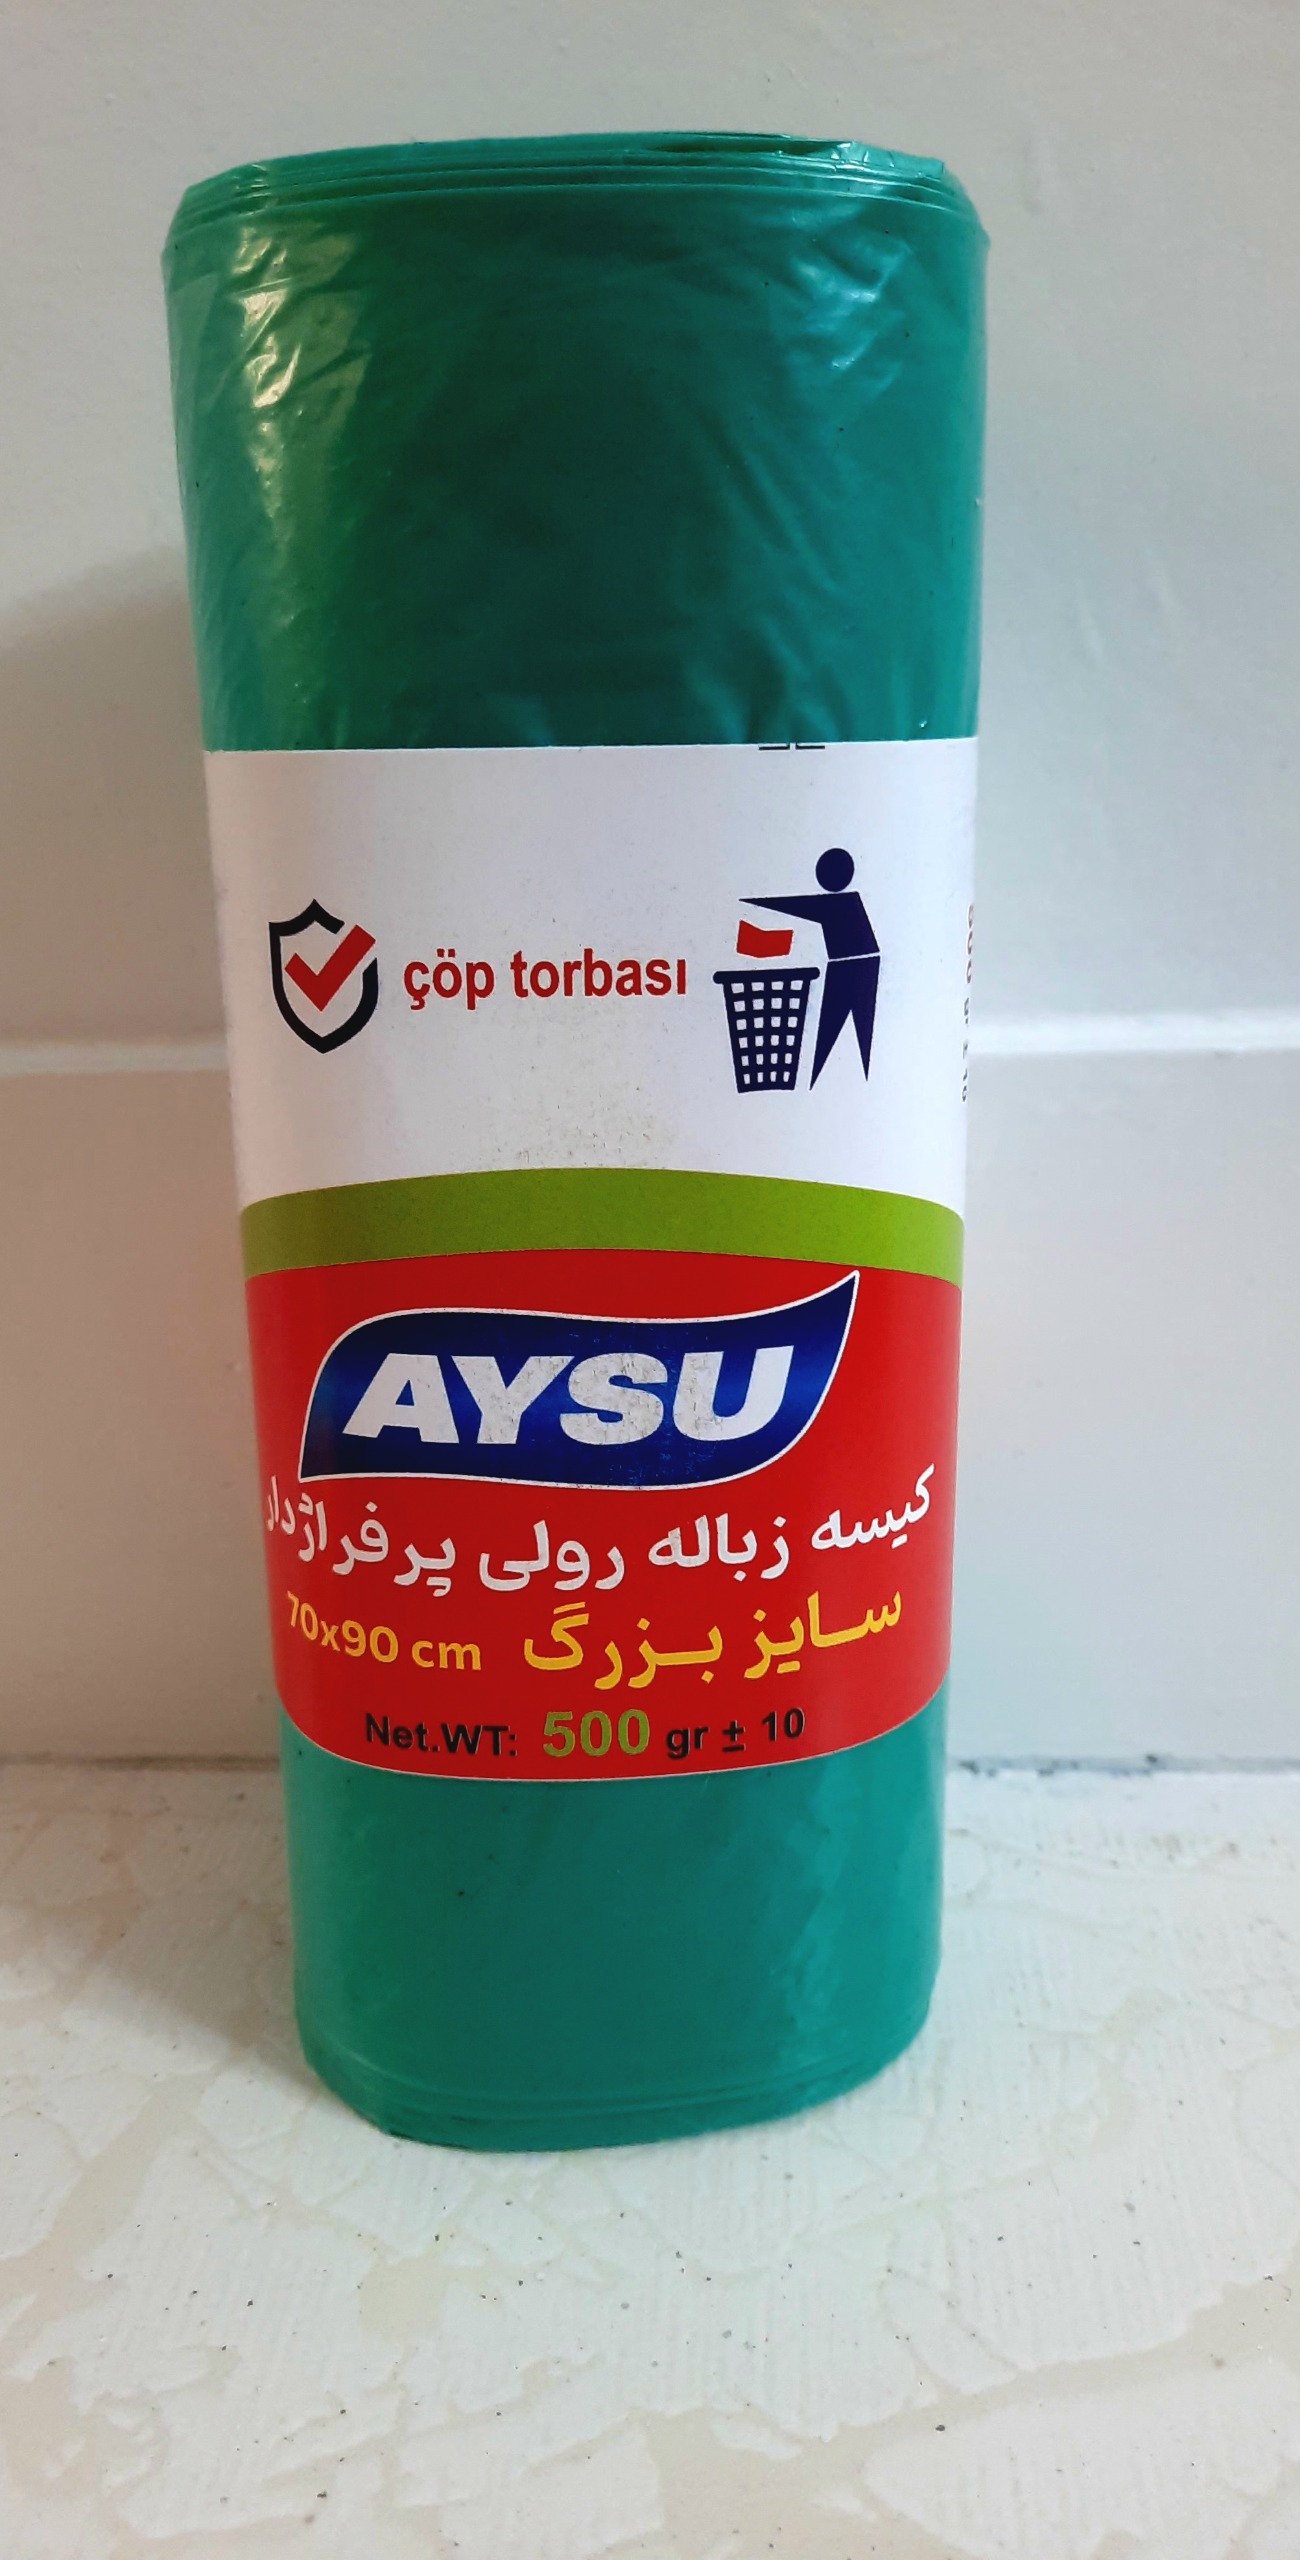 çöp torbası
AYSU
کیسه زباله رولی پرفراژدار
سایز بزرگ 70x90 cm
Net.WT: 500 gr ± 10